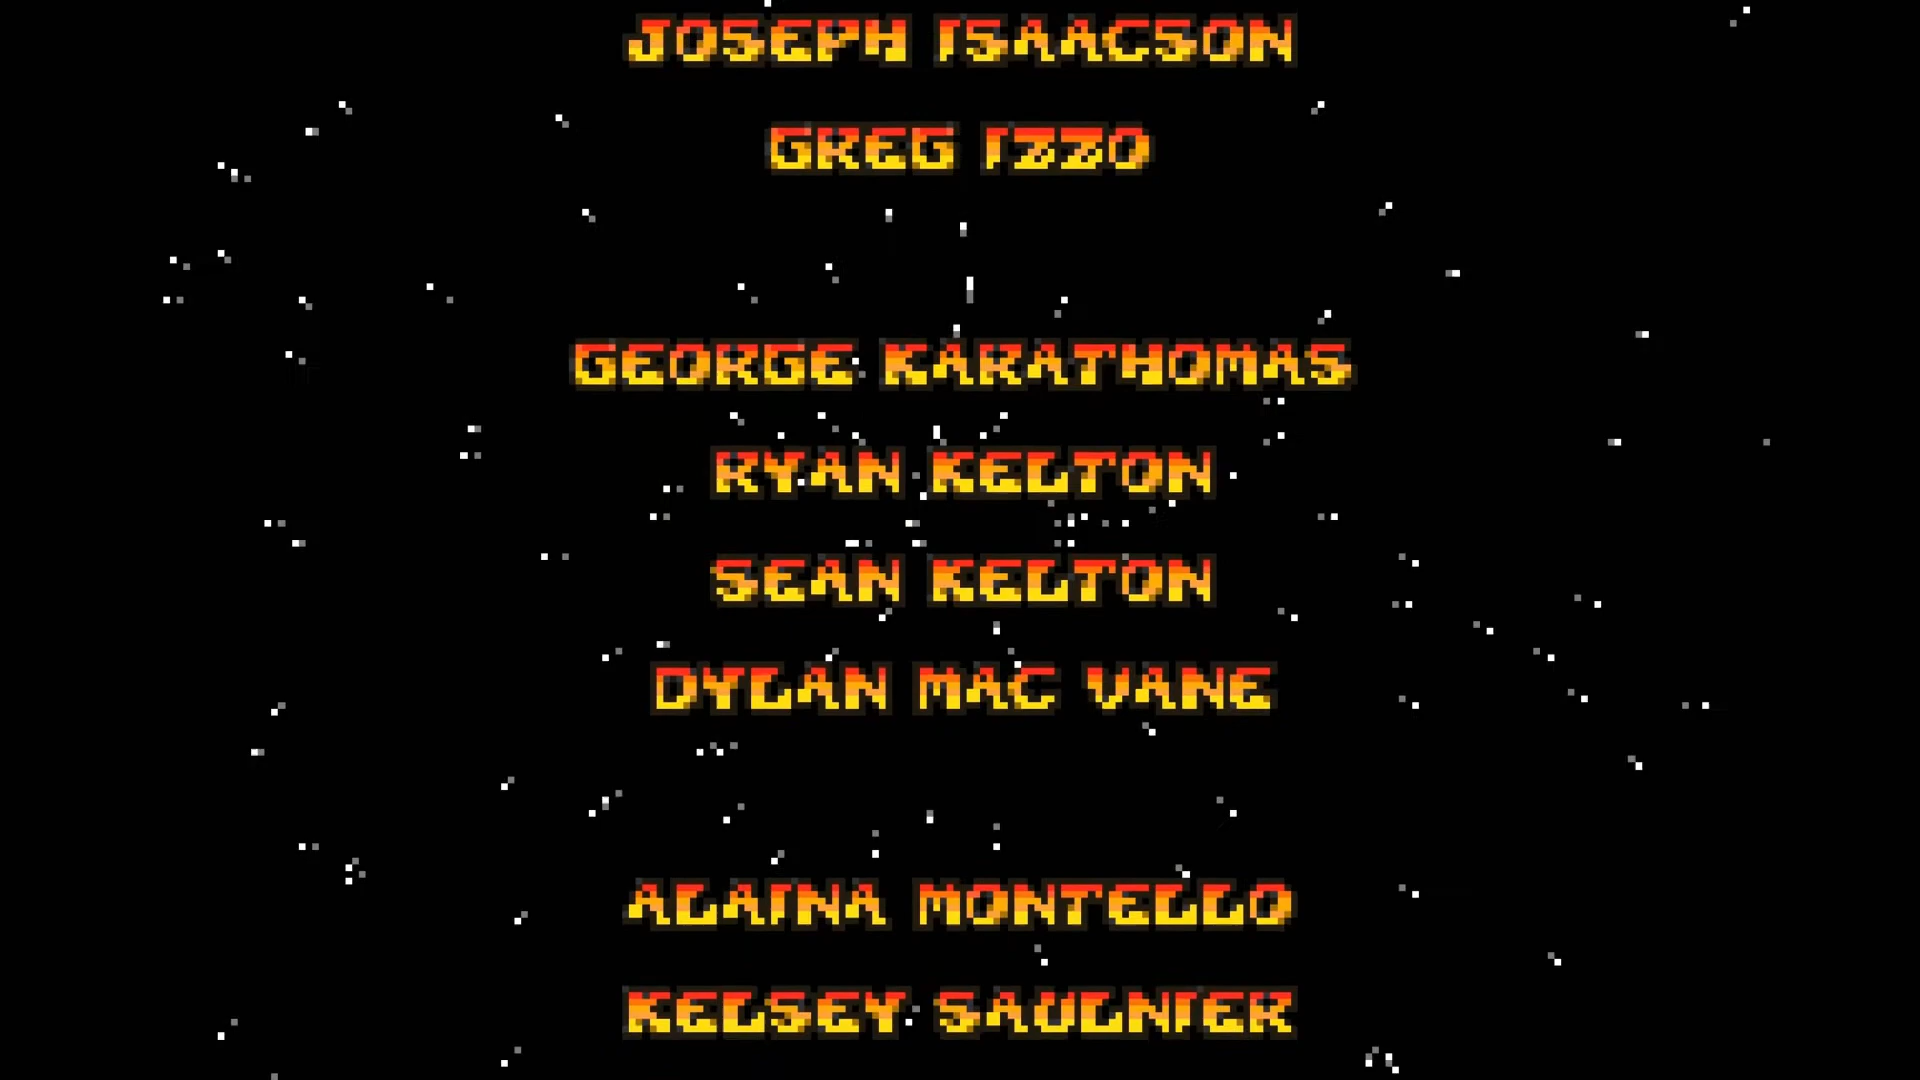 JOSEPH ISAACSON
GREG IZZO
GEORGE KARATHOMAS
RYAN KELTON
SEAN KELTON
DYLAN MAC VANE
ALAINA MONTELLO
KELSEY SAULNIER